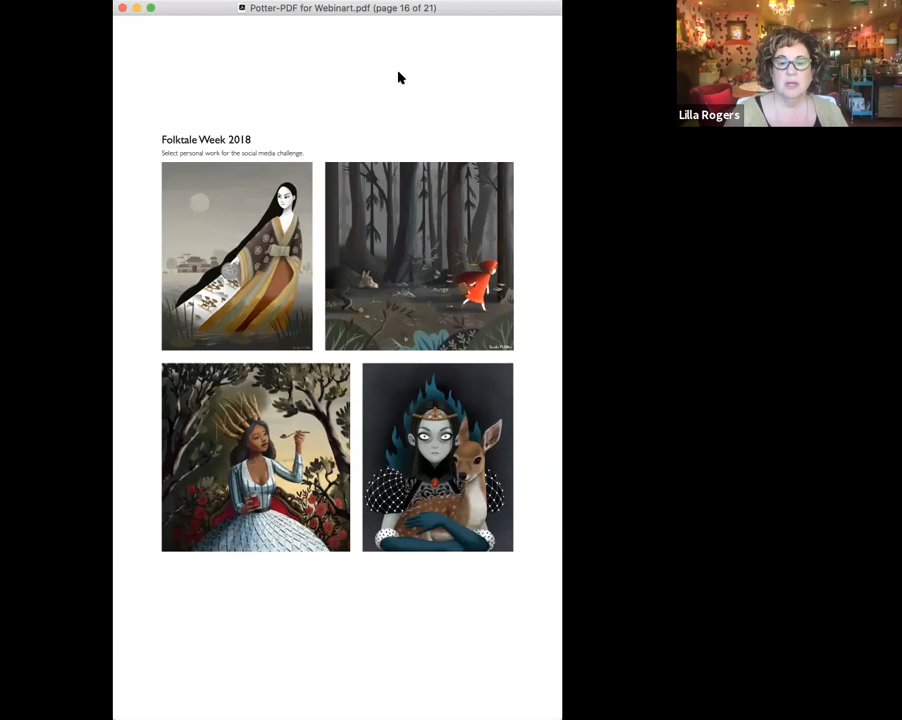 Potter-PDF for Webinart.pdf (page 16 of 21)
Lilla Rogers
Folktale Week 2018
Select personal work for the social media challenge.